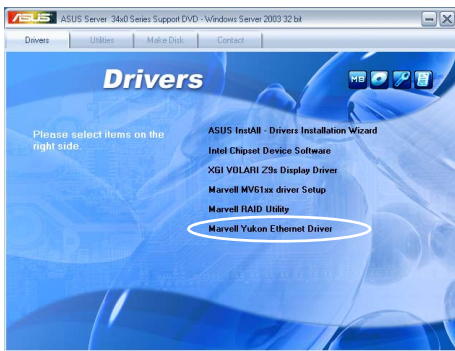 ASUS ASUS Server 34x0 Series Support DVD - Windows Server 2003 32 bit
Drivers Utilities Make Disk Contact
Drivers
MB
Please select items on the right side.
ASUS InstAll - Drivers Installation Wizard
Intel Chipset Device Software
XGI VOLARI Z9s Display Driver
Marvell MV61xx driver Setup
Marvell RAID Utility
Marvell Yukon Ethernet Driver